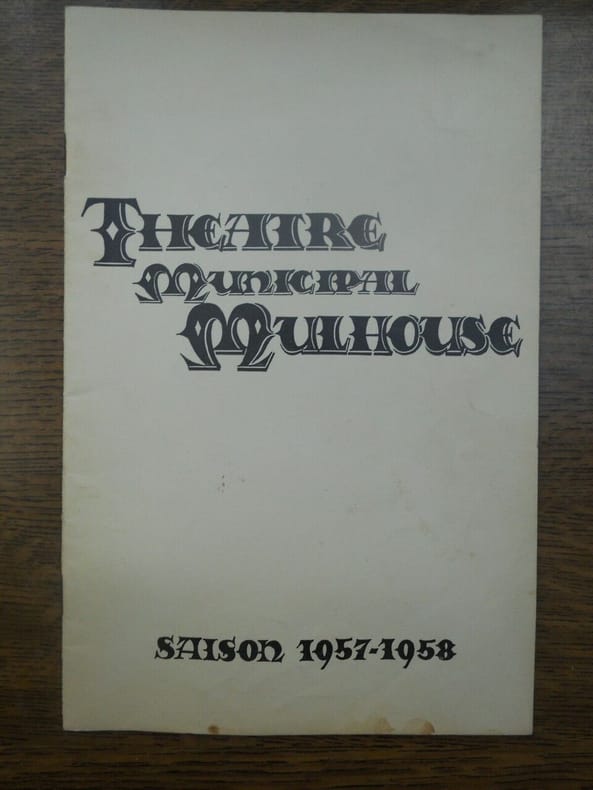 THEATRE
MUNICIPAL
MULHOUSE
SAISON 1957-1958